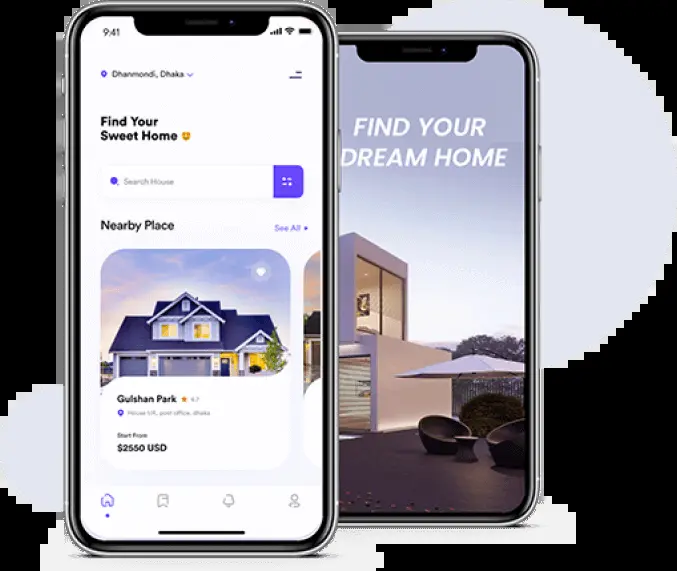 9:41
Dhanmondi, Dhaka
Find Your
Sweet Home
Search House
Nearby Place
See All
Gulshan Park 4.7
House UA, post office, dhaka
Start From
$2550 USD
FIND YOUR
DREAM HOME